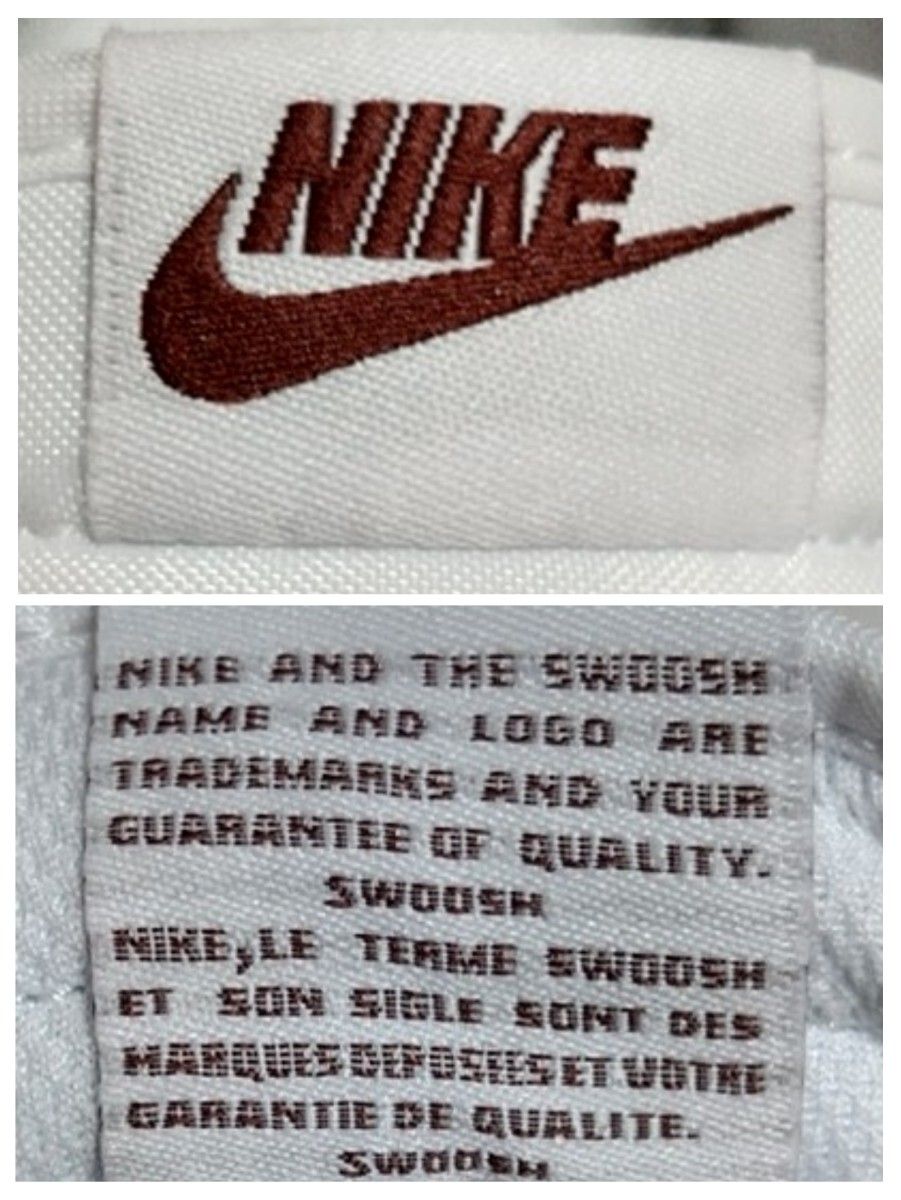 NIKE
NIKE AND THE SWOOSH
NAME AND LOGO ARE
TRADEMARKS AND YOUR
GUARANTEE OF QUALITY.
SWOOSH
NIKE,LE TERME SWOOSH
ET SON SIGLE SONT DES
MARQUES DEPOSEES ET VOTRE
GARANTIE DE QUALITE.
SWOOSH